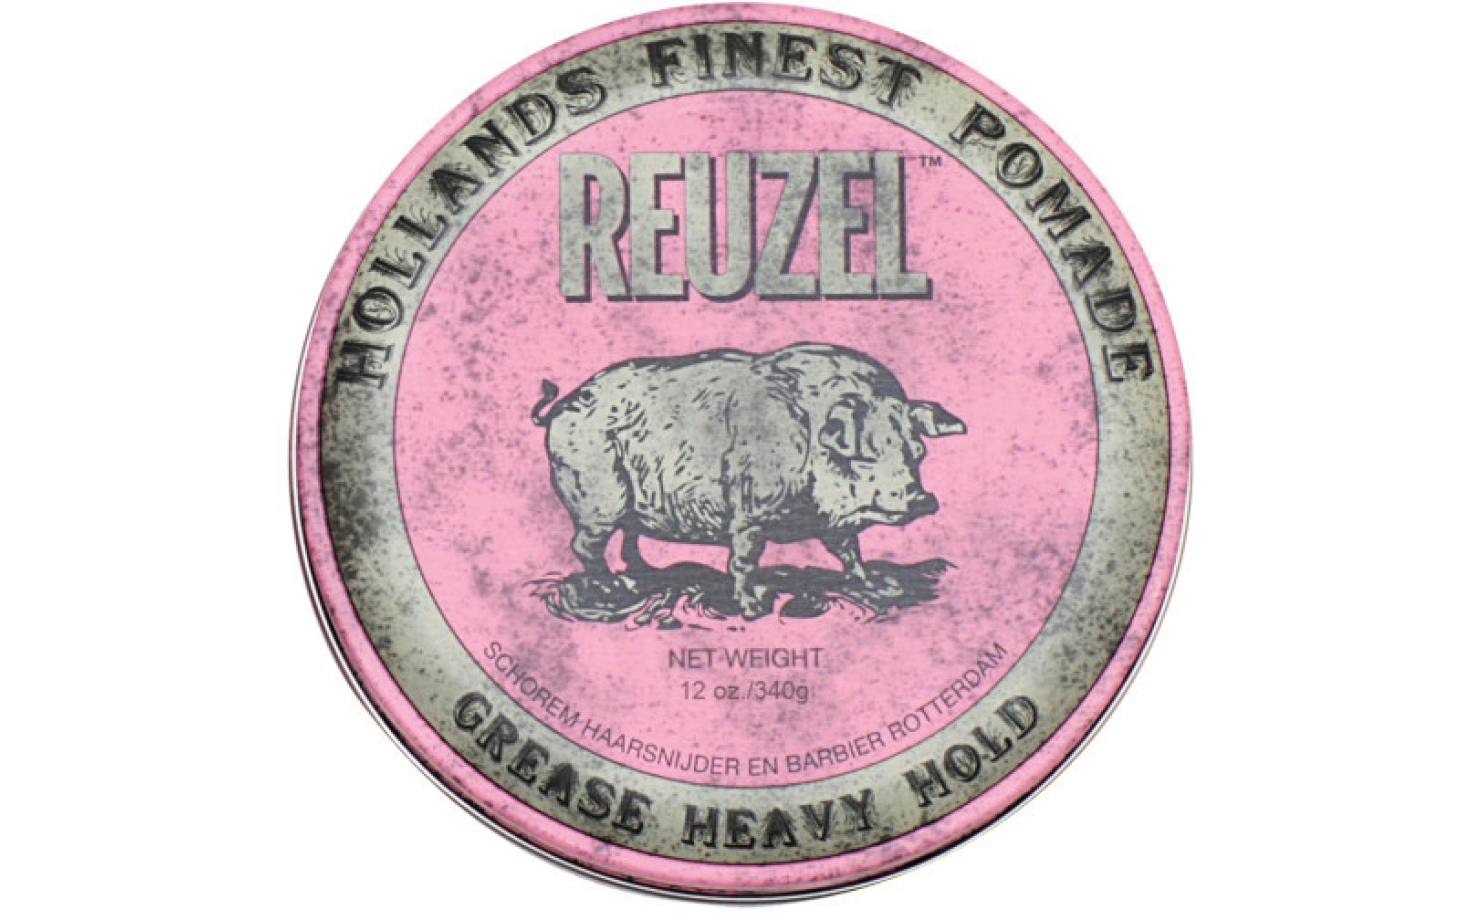 HOLLANDS FINEST POMADE
REUZEL™
NET WEIGHT
12 oz./340g
SCHOREM HAARSNIJDER EN BARBIER ROTTERDAM
GREASE HEAVY HOLD